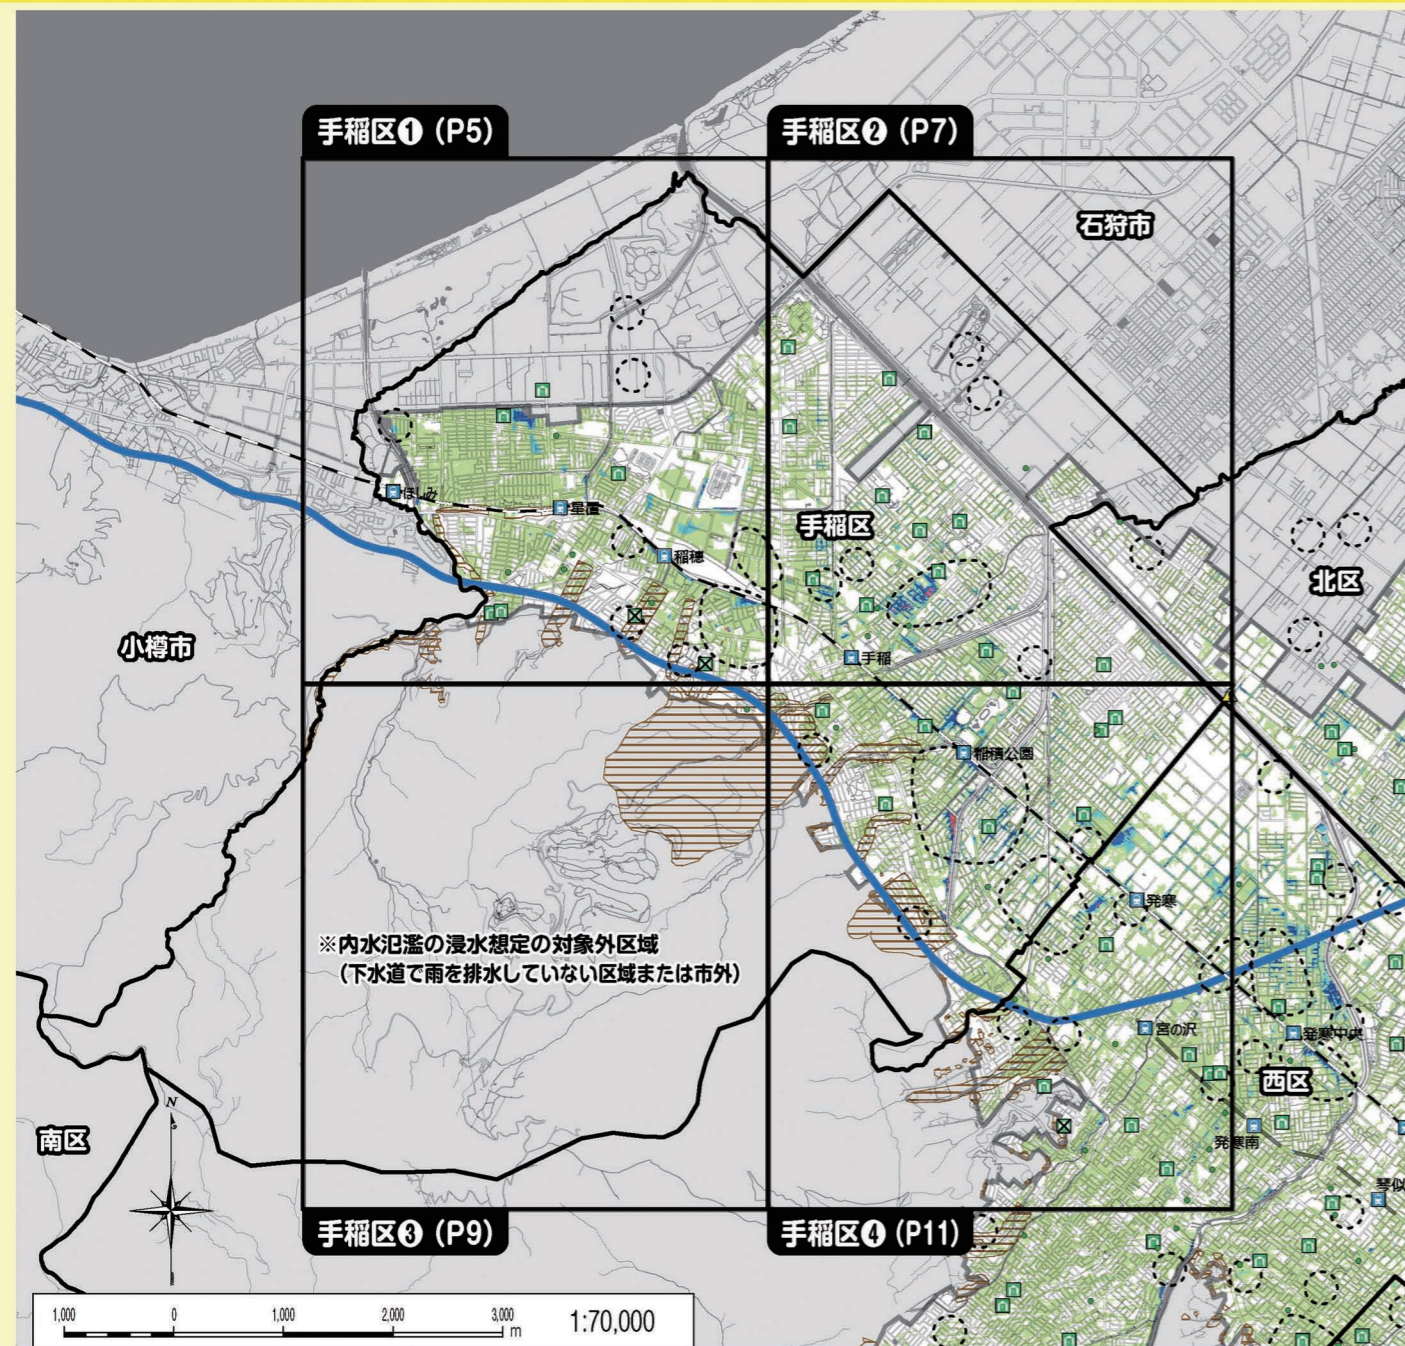 手稲区❶（P5）
手稲区❷（P7）
石狩市
ほしみ
星置
稲穂
手稲区
北区
小樽市
手稲
稲積公園
発寒
※内水氾濫の浸水想定の対象外区域
（下水道で雨を排水していない区域または市外）
宮の沢
発寒中央
西区
南区
N
発寒南
琴似
手稲区❸（P9）
手稲区❹（P11）
1,000 0 1,000 2,000 3,000 m 1:70,000